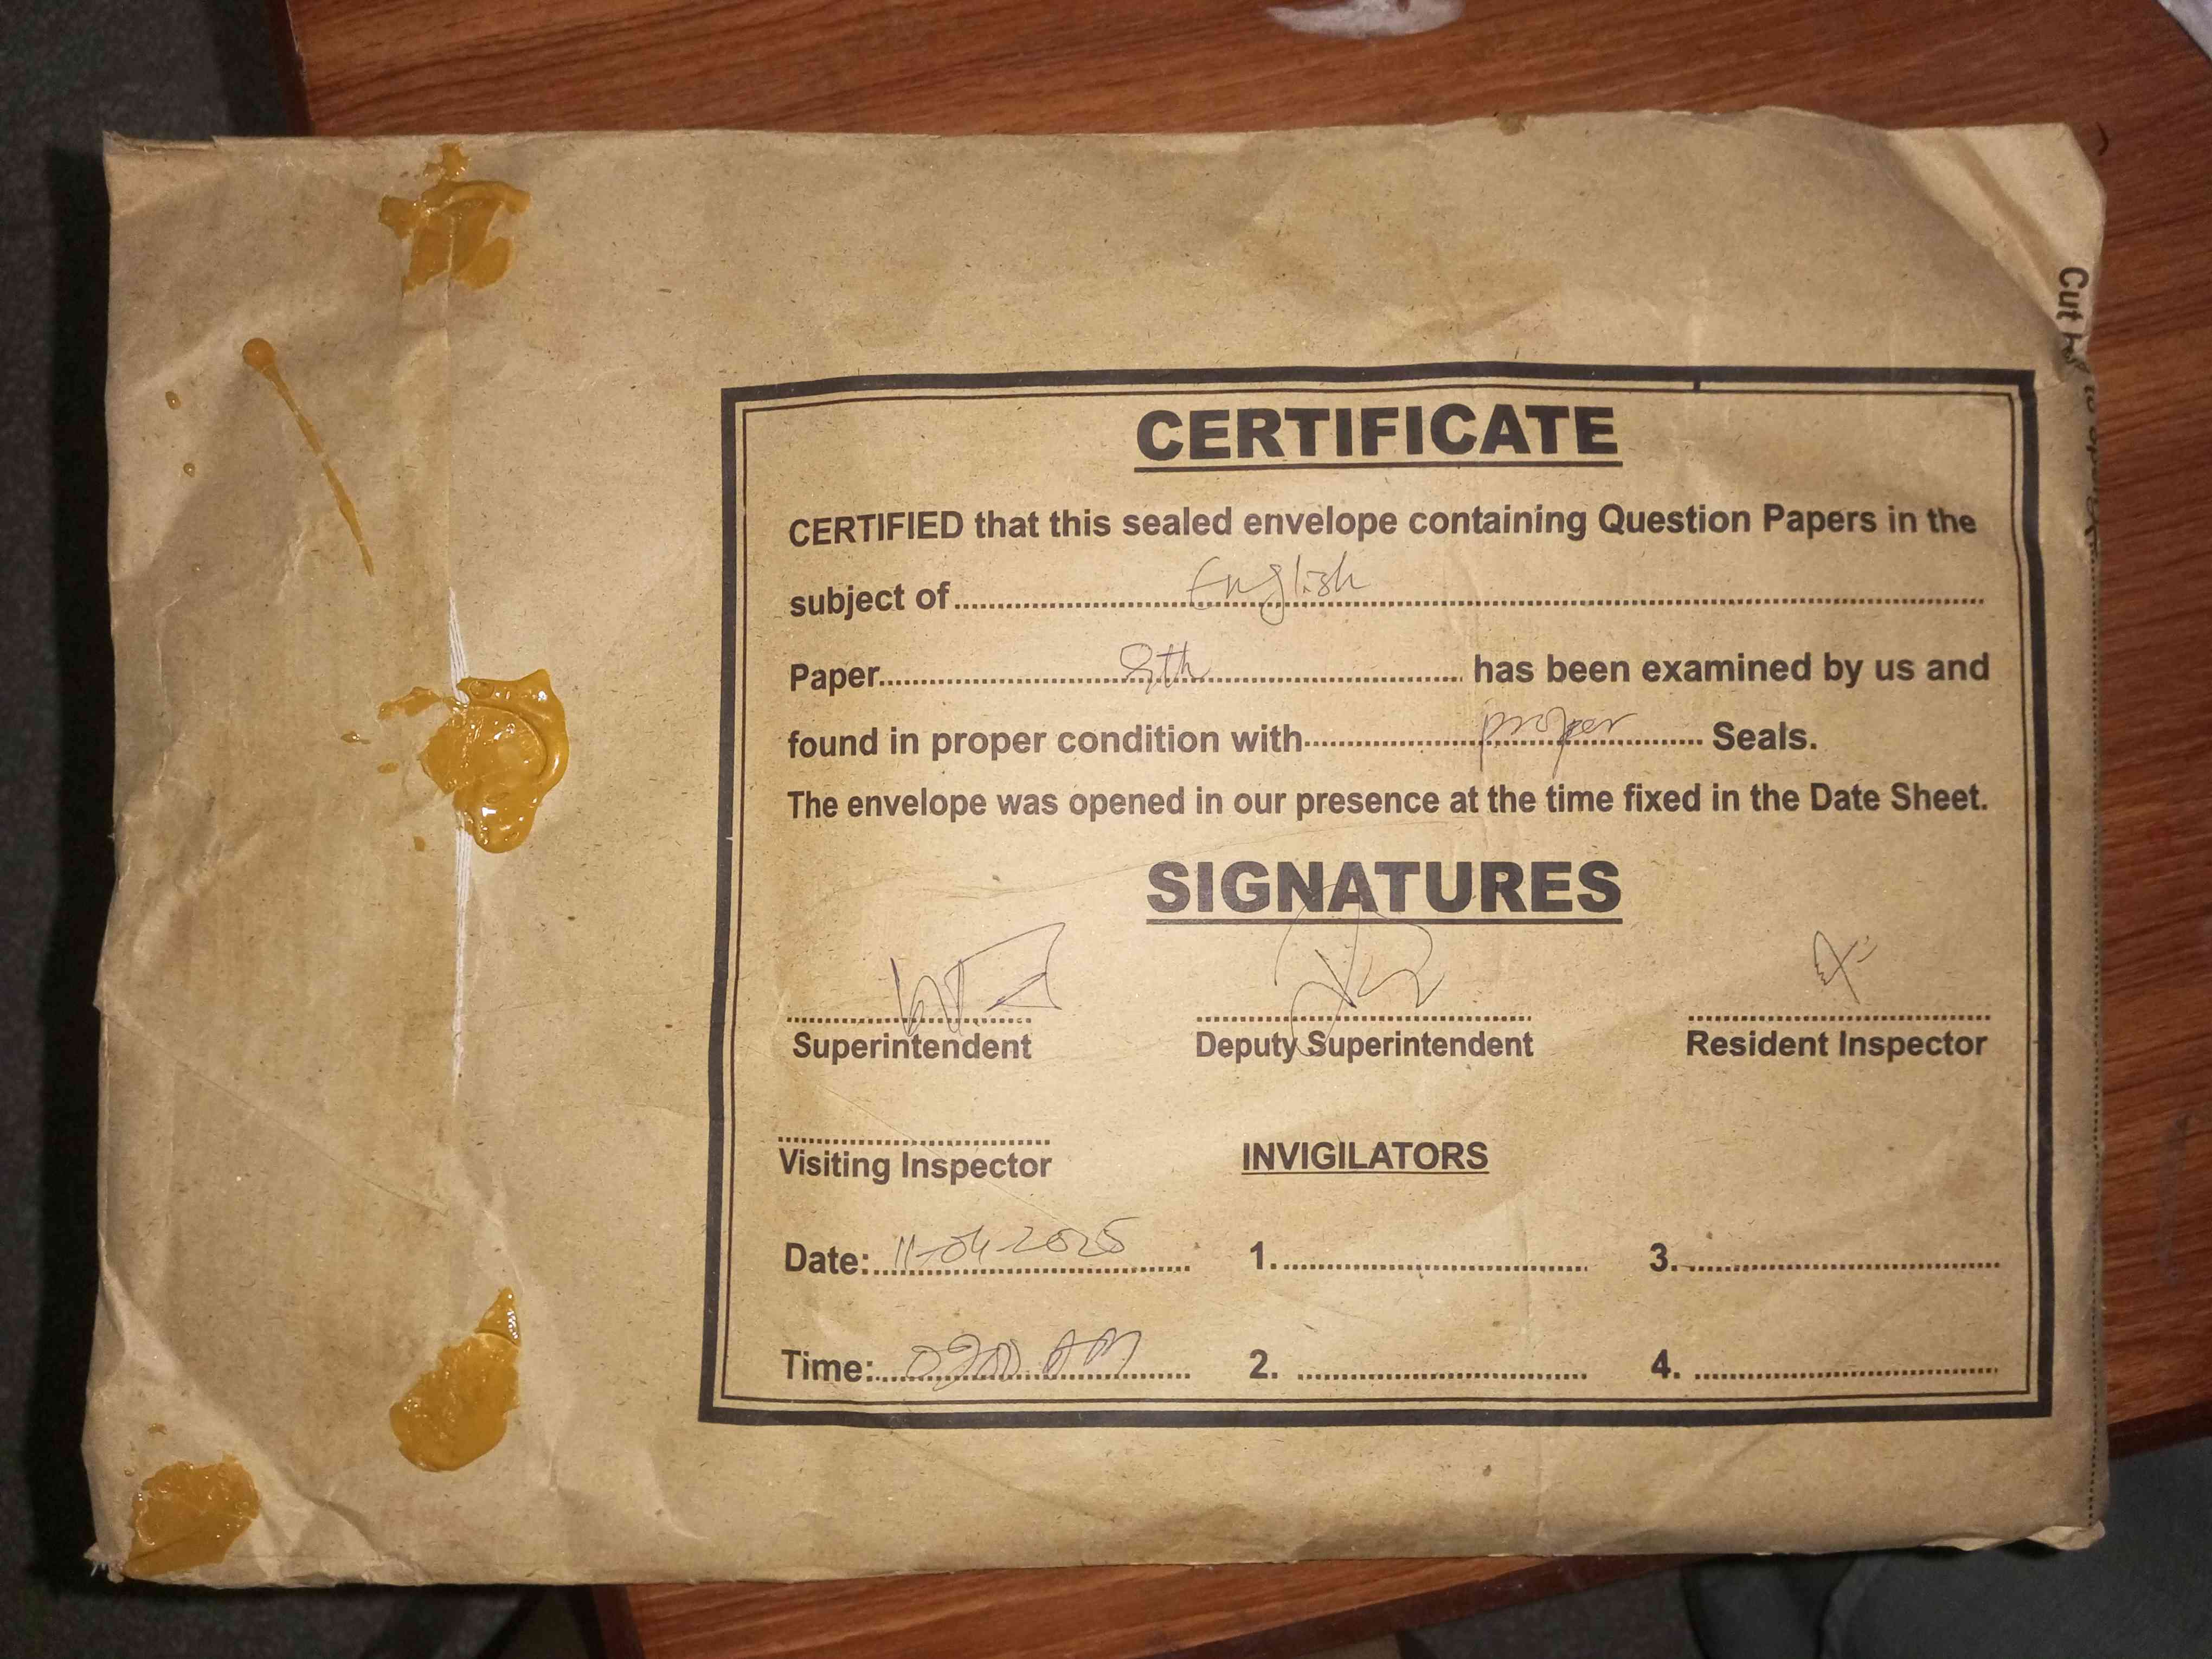 CERTIFICATE
CERTIFIED that this sealed envelope containing Question Papers in the
subject of English
Paper 8th has been examined by us and
found in proper condition with proper Seals.
The envelope was opened in our presence at the time fixed in the Date Sheet.
SIGNATURES
Superintendent Deputy Superintendent Resident Inspector
Visiting Inspector INVIGILATORS
Date: 11-04-2025 1. 3.
Time: 0900 AM 2. 4.
Cut